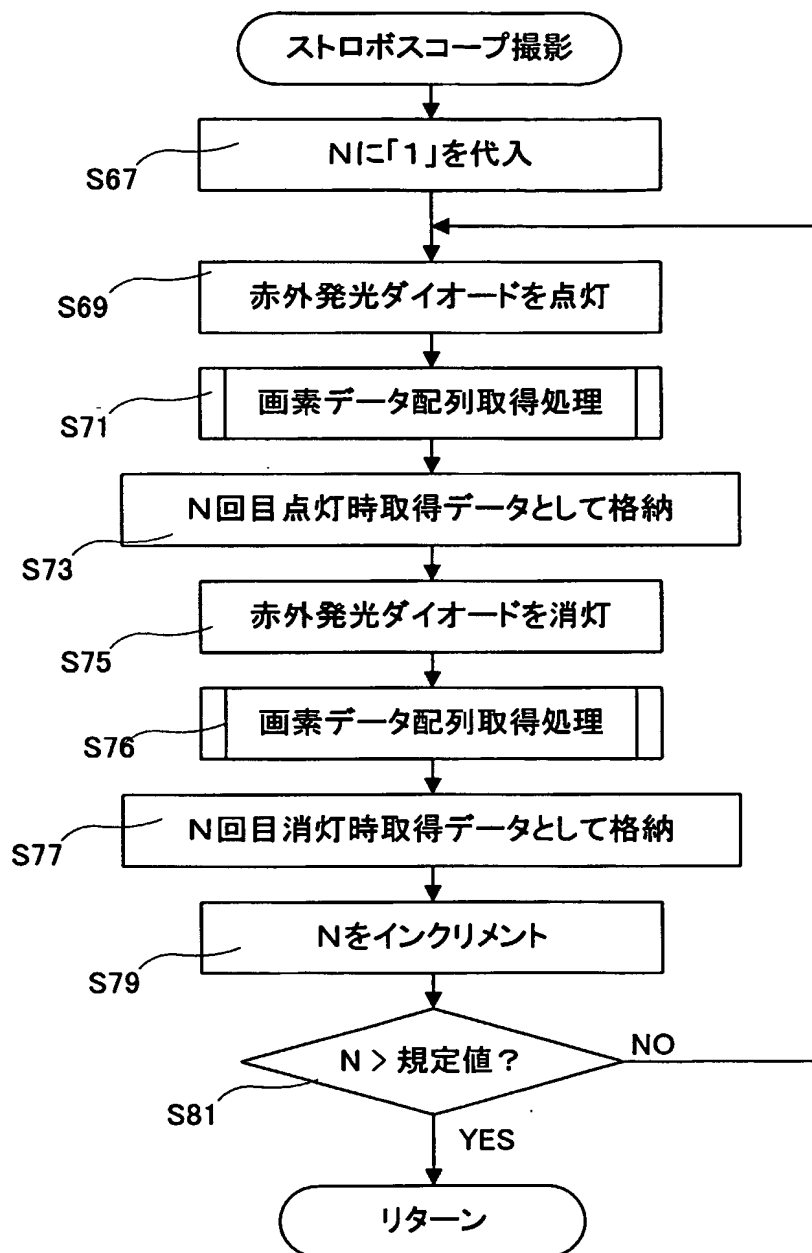 ストロボスコープ撮影
Nに「1」を代入
S67
赤外発光ダイオードを点灯
S69
画素データ配列取得処理
S71
N回目点灯時取得データとして格納
S73
赤外発光ダイオードを消灯
S75
画素データ配列取得処理
S76
N回目消灯時取得データとして格納
S77
Nをインクリメント
S79
N > 規定値?
NO
S81
YES
リターン